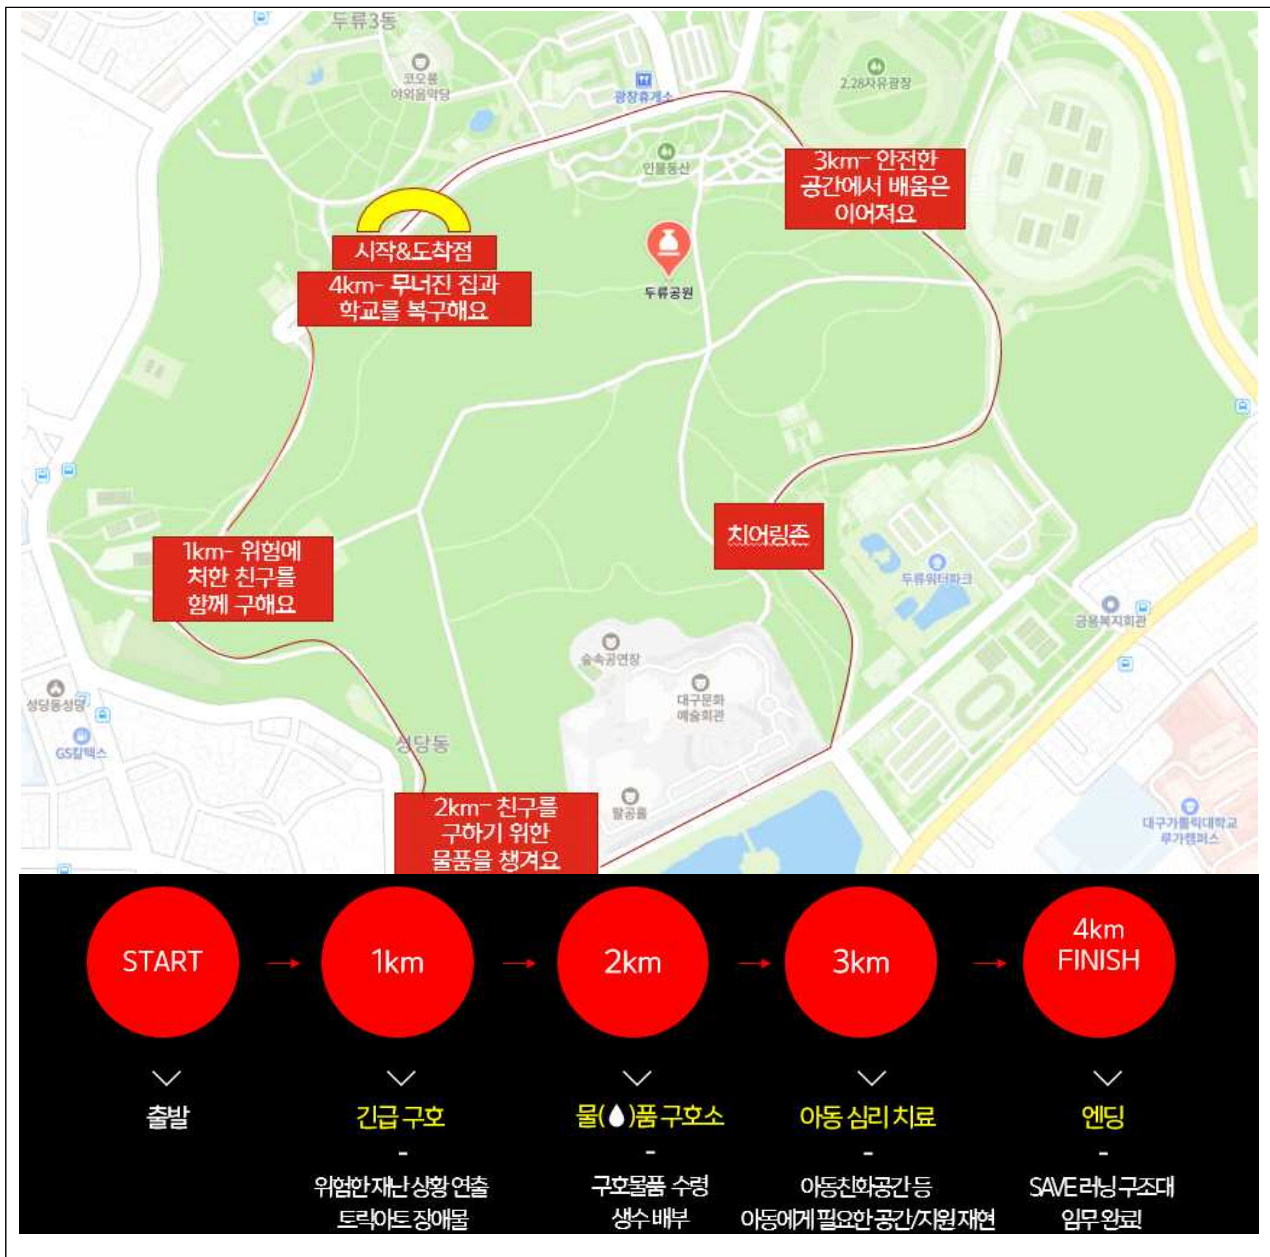 두류3동
코오롱
야외음악당
광장휴게소
2.28자유광장
인물동산
3km- 안전한
공간에서 배움은
이어져요
시작&도착점
4km- 무너진 집과
학교를 복구해요
두류공원
1km- 위험에
처한 친구를
함께 구해요
치어링존
두류워터파크
금용복지회관
숲속공연장
대구문화
예술회관
성당동성당
GS칼텍스
성당동
2km- 친구를
구하기 위한
물품을 챙겨요
팔공홀
대구가톨릭대학교
루가캠퍼스
START
1km
2km
3km
4km
FINISH
출발
긴급 구호
물( )품 구호소
아동 심리 치료
엔딩
-
-
-
-
위험한 재난 상황 연출
트릭아트 장애물
구호물품 수령
생수 배부
아동친화공간 등
아동에게 필요한 공간/지원 재현
SAVE 러닝 구조대
임무 완료!